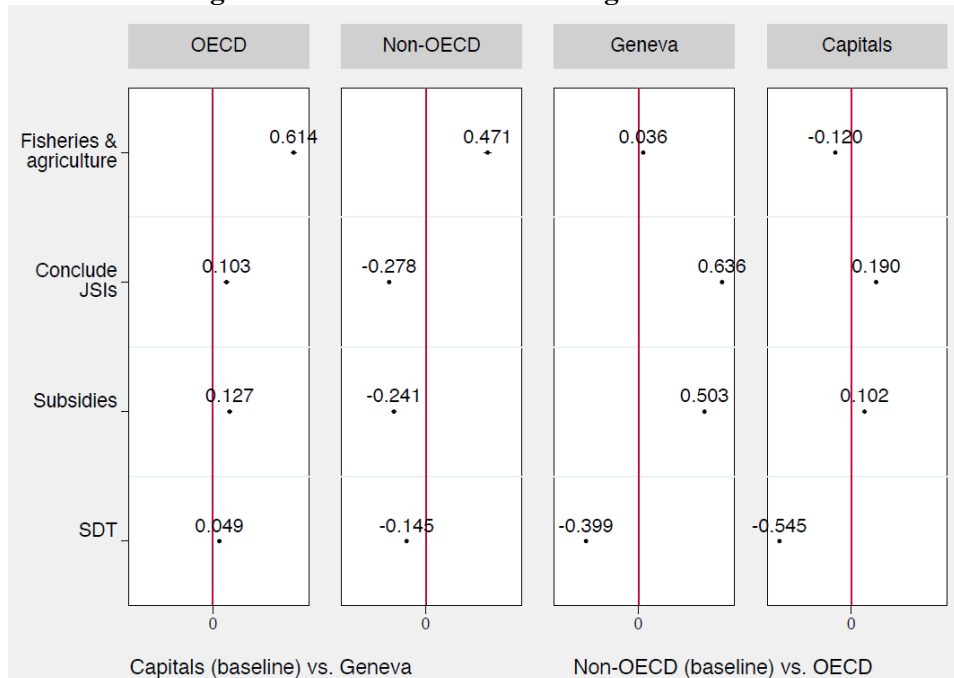 OECD Non-OECD Geneva Capitals
Fisheries &
agriculture
0.614 0.471 0.036 -0.120
Conclude
JSIs
0.103 -0.278 0.636 0.190
Subsidies 0.127 -0.241 0.503 0.102
SDT 0.049 -0.145 -0.399 -0.545
0 0 0 0
Capitals (baseline) vs. Geneva Non-OECD (baseline) vs. OECD